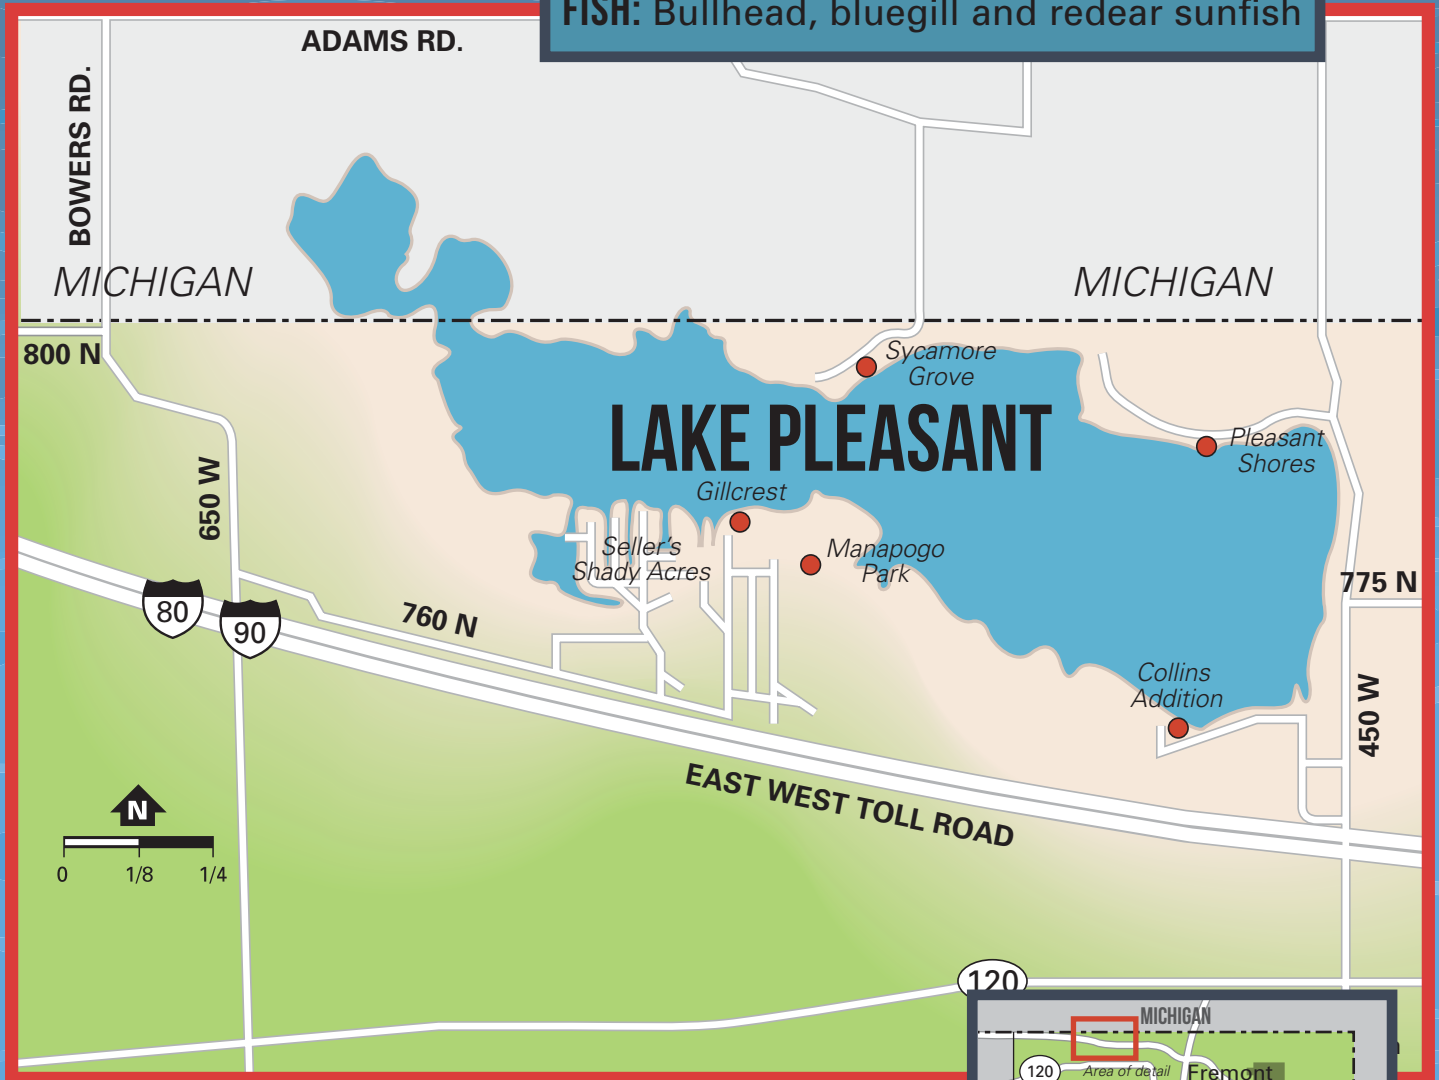 FISH: Bullhead, bluegill and redear sunfish
ADAMS RD.
BOWERS RD.
MICHIGAN
MICHIGAN
800 N
Sycamore
Grove
LAKE PLEASANT
Pleasant
Shores
650 W
Gillcrest
Seller's
Shady Acres
Manapogo
Park
775 N
80
90
760 N
Collins
Addition
450 W
EAST WEST TOLL ROAD
N
0 1/8 1/4
120
MICHIGAN
120
Area of detail
Fremont